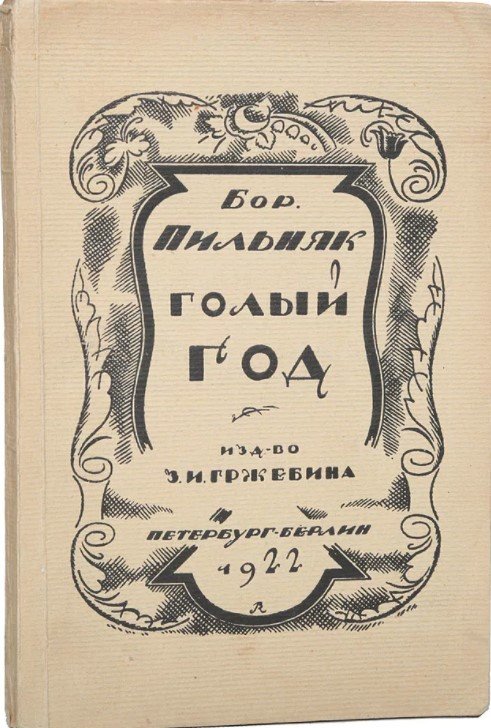 Бор.
Пильняк
Голый
Год
Изд-во
З.И.Гржебина
Петербург-Берлин
1922